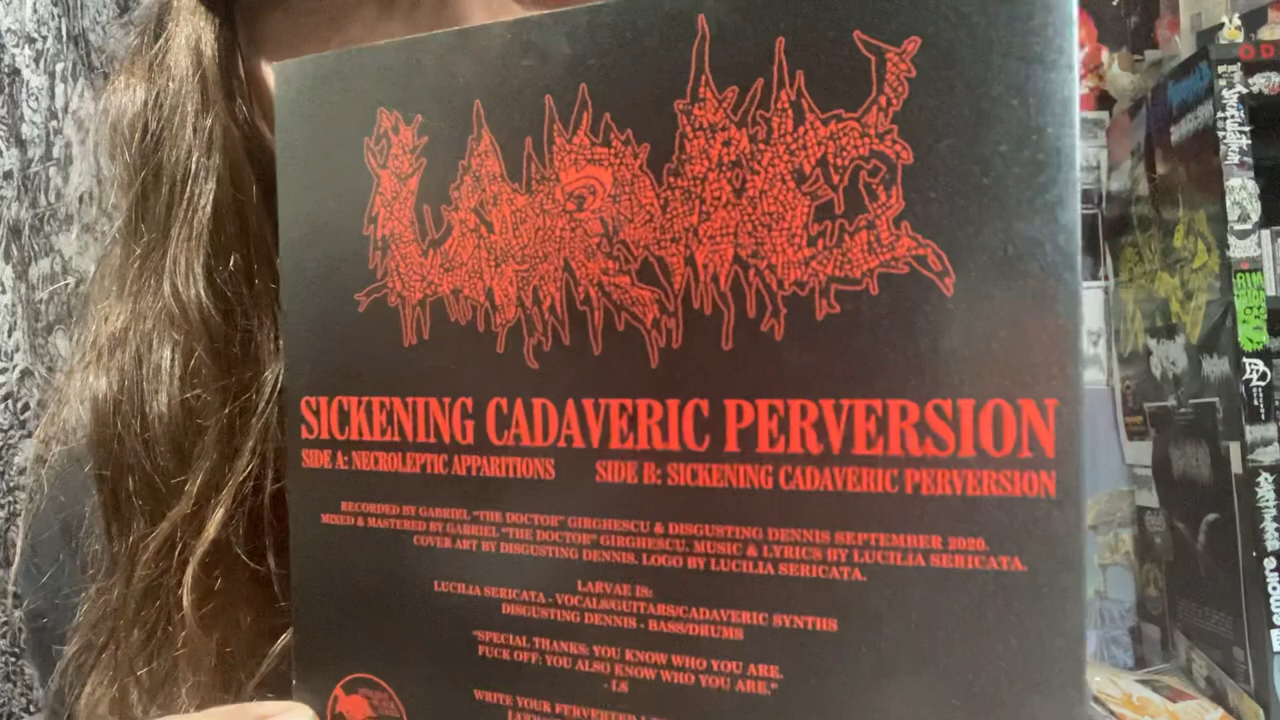 LARVAE
SICKENING CADAVERIC PERVERSION
SIDE A: NECROLEPTIC APPARITIONS SIDE B: SICKENING CADAVERIC PERVERSION
RECORDED BY GABRIEL "THE DOCTOR" GIRGHESCU & DISGUSTING DENNIS SEPTEMBER 2020.
MIXED & MASTERED BY GABRIEL "THE DOCTOR" GIRGHESCU. MUSIC & LYRICS BY LUCILIA SERICATA.
COVER ART BY DISGUSTING DENNIS. LOGO BY LUCILIA SERICATA.
LARVAE IS:
LUCILIA SERICATA - VOCALS/GUITARS/CADAVERIC SYNTHS
DISGUSTING DENNIS - BASS/DRUMS
"SPECIAL THANKS: YOU KNOW WHO YOU ARE.
FUCK OFF: YOU ALSO KNOW WHO YOU ARE."
- LS
WRITE YOUR PERVERTED